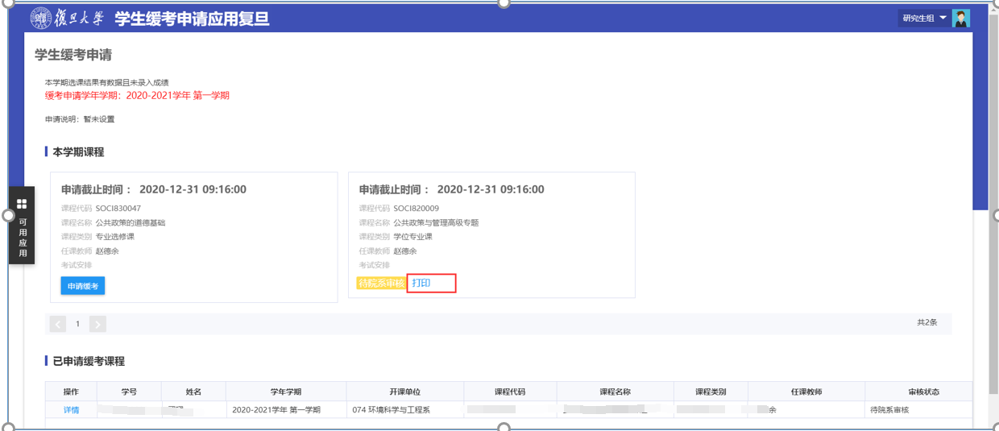 復旦大学 学生缓考申请应用复旦
研究生组
学生缓考申请
本学期选课结果有数据且未录入成绩
缓考申请学年学期：2020-2021学年 第一学期
申请说明：暂未设置
本学期课程
申请截止时间： 2020-12-31 09:16:00
课程代码 SOCI830047
课程名称 公共政策的道德基础
课程类别 专业选修课
任课教师 赵德余
考试安排
申请缓考
申请截止时间： 2020-12-31 09:16:00
课程代码 SOCI820009
课程名称 公共政策与管理高级专题
课程类别 学位专业课
任课教师 赵德余
考试安排
待院系审核 打印
可用应用
1
共2条
已申请缓考课程
操作 学号 姓名 学年学期 开课单位 课程代码 课程名称 课程类别 任课教师 审核状态
详情 2020-2021学年 第一学期 074 环境科学与工程系 余 待院系审核